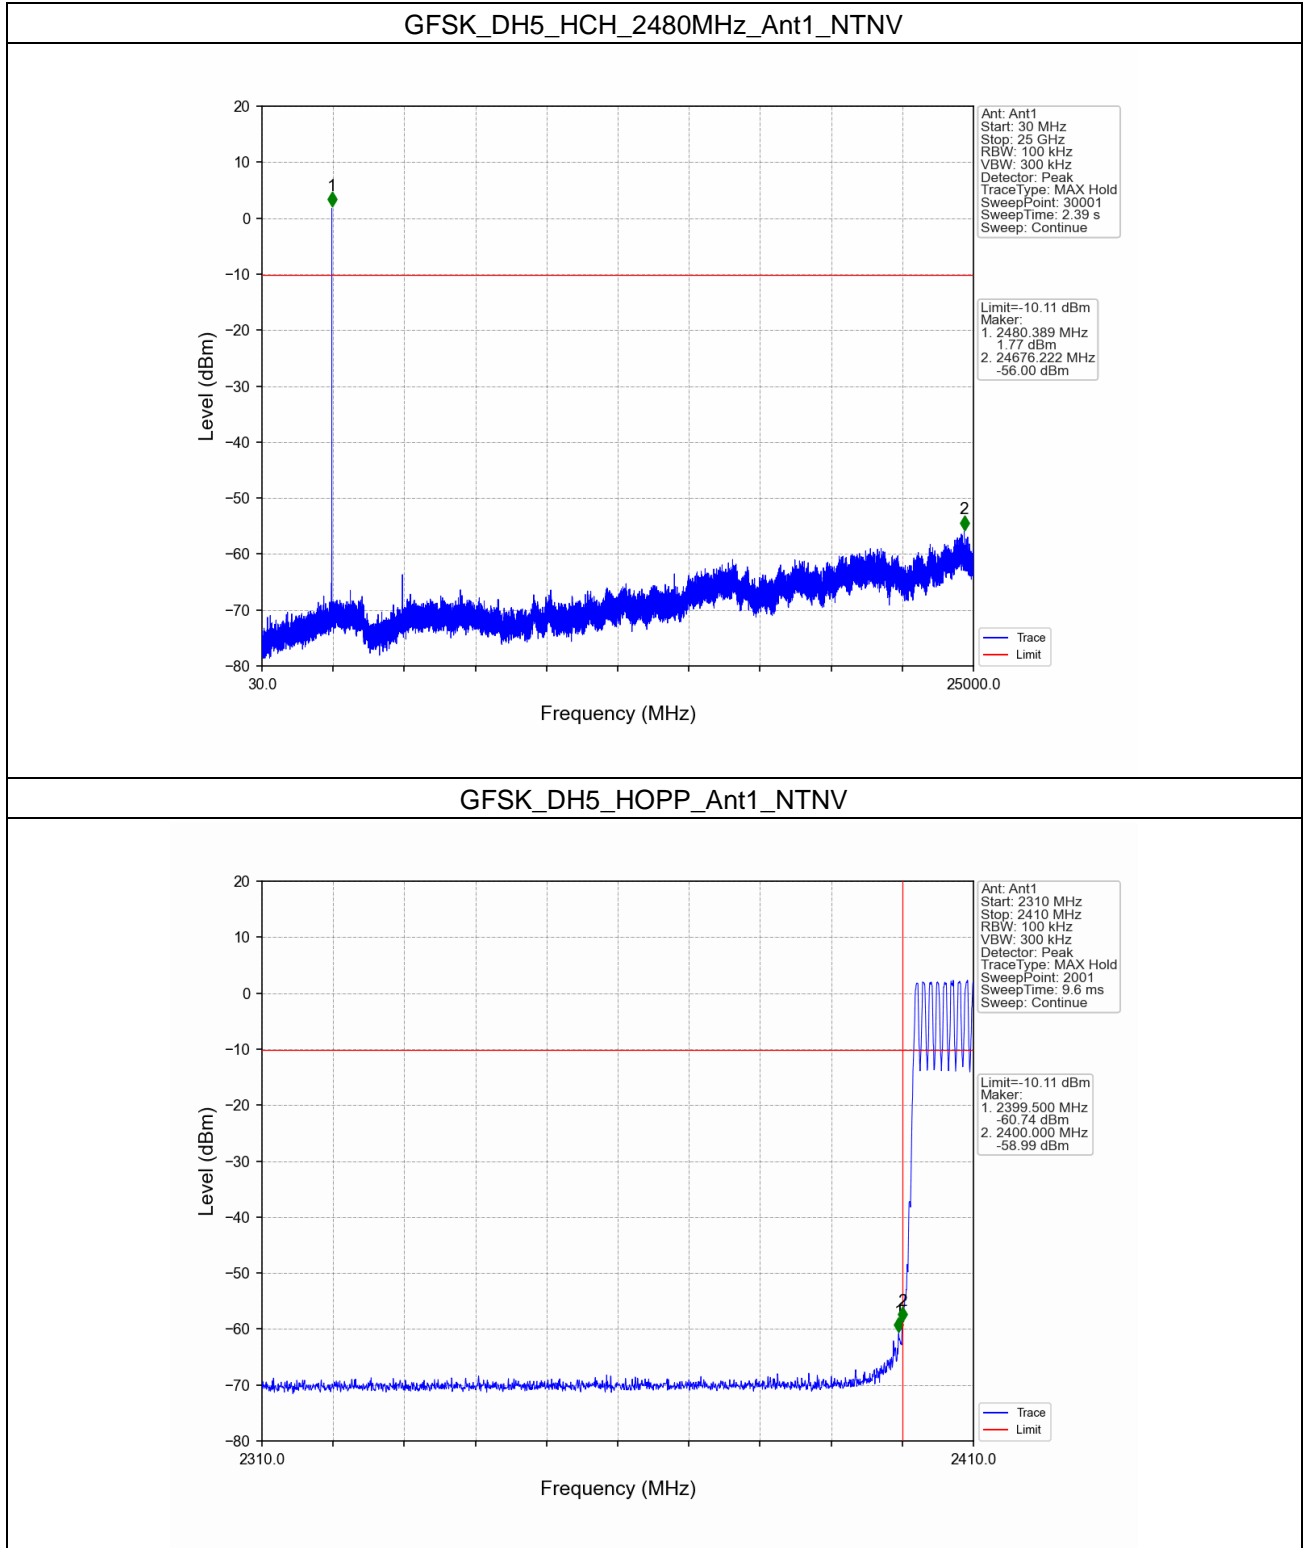 GFSK_DH5_HCH_2480MHz_Ant1_NTNV
20
10
0
−10
−20
−30
−40
−50
−60
−70
−80
Level (dBm)
30.0
25000.0
Frequency (MHz)
1
2
Ant: Ant1
Start: 30 MHz
Stop: 25 GHz
RBW: 100 kHz
VBW: 300 kHz
Detector: Peak
TraceType: MAX Hold
SweepPoint: 30001
SweepTime: 2.39 s
Sweep: Continue
Limit=-10.11 dBm
Maker:
1. 2480.389 MHz
1.77 dBm
2. 24676.222 MHz
-56.00 dBm
Trace
Limit
GFSK_DH5_HOPP_Ant1_NTNV
20
10
0
−10
−20
−30
−40
−50
−60
−70
−80
Level (dBm)
2310.0
2410.0
Frequency (MHz)
1
2
Ant: Ant1
Start: 2310 MHz
Stop: 2410 MHz
RBW: 100 kHz
VBW: 300 kHz
Detector: Peak
TraceType: MAX Hold
SweepPoint: 2001
SweepTime: 9.6 ms
Sweep: Continue
Limit=-10.11 dBm
Maker:
1. 2399.500 MHz
-60.74 dBm
2. 2400.000 MHz
-58.99 dBm
Trace
Limit